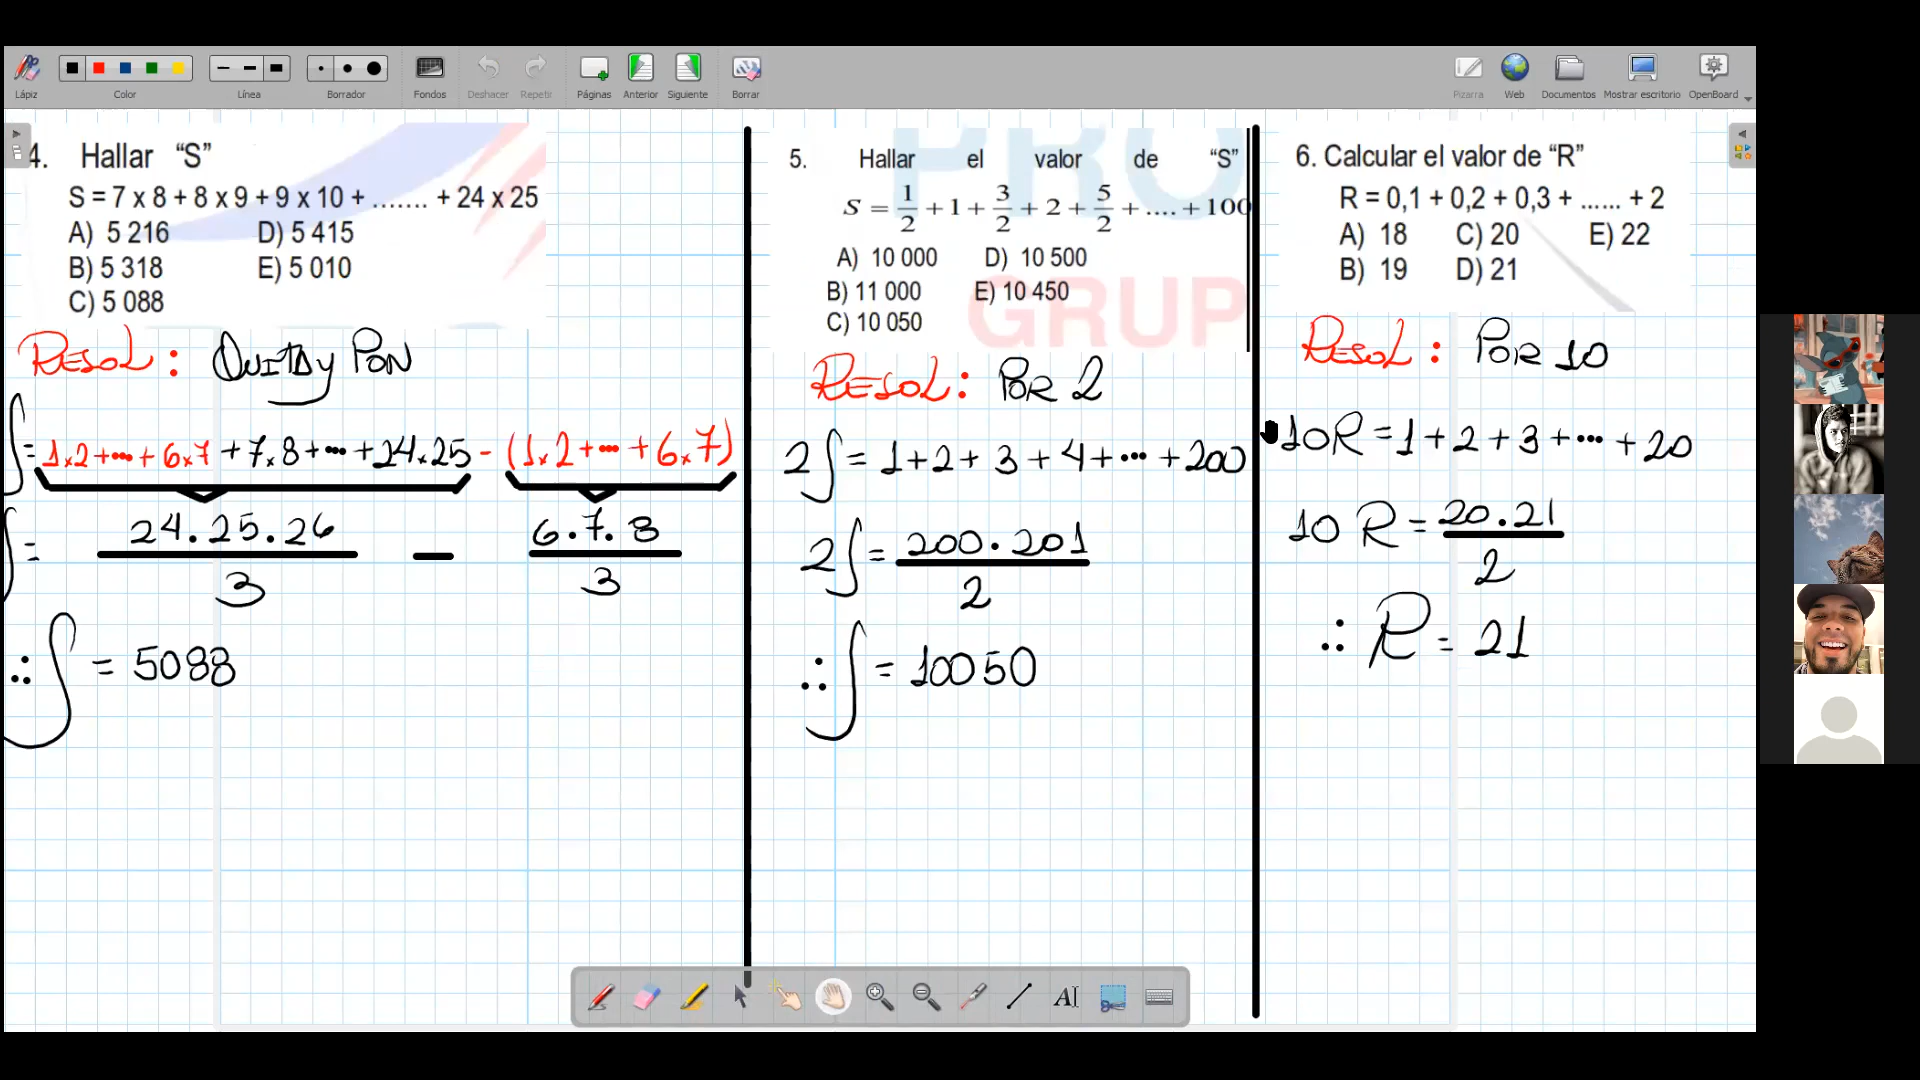 Lápiz Color Línea Borrador Fondos Deshacer Repetir Páginas Anterior Siguiente Borrar Pizarra Web Documentos Mostrar escritorio OpenBoard
4. Hallar “S”
S = 7 x 8 + 8 x 9 + 9 x 10 + ....... + 24 x 25
A) 5 216 D) 5 415
B) 5 318 E) 5 010
C) 5 088
RESOL: QUITA y PON
S = 1x2+...+6x7+7.8+...+24.25-(1x2+...+6x7)
S = 24.25.26/3 - 6.7.8/3
∴ S = 5088
PRO
GRUP
5. Hallar el valor de “S”
S = 1/2 + 1 + 3/2 + 2 + 5/2 + .... + 100
A) 10 000 D) 10 500
B) 11 000 E) 10 450
C) 10 050
RESOL: POR 2
2S = 1+2+3+4+...+200
2S = 200.201/2
∴ S = 10050
6. Calcular el valor de “R”
R = 0,1 + 0,2 + 0,3 + ...... + 2
A) 18 C) 20 E) 22
B) 19 D) 21
RESOL: POR 10
10R = 1+2+3+...+20
10 R = 20.21/2
∴ R = 21